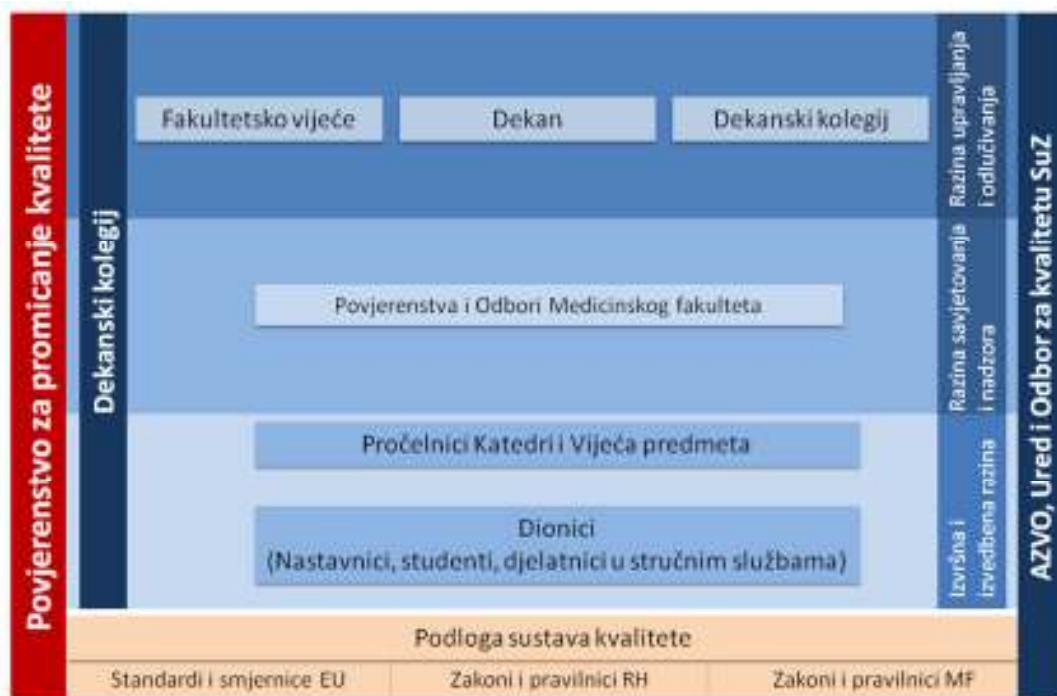 Povjerenstvo za promicanje kvalitete
Dekanski kolegij
Fakultetsko vijeće
Dekan
Dekanski kolegij
Razina upravljanja
i odlučivanja
Povjerenstva i Odbori Medicinskog fakulteta
Razina savjetovanja
i nadzora
Pročelnici Katedri i Vijeća predmeta
Dionici
(Nastavnici, studenti, djelatnici u stručnim službama)
Izvršna i
izvedbena razina
AZVO, Ured i Odbor za kvalitetu SuZ
Podloga sustava kvalitete
Standardi i smjernice EU
Zakoni i pravilnici RH
Zakoni i pravilnici MF